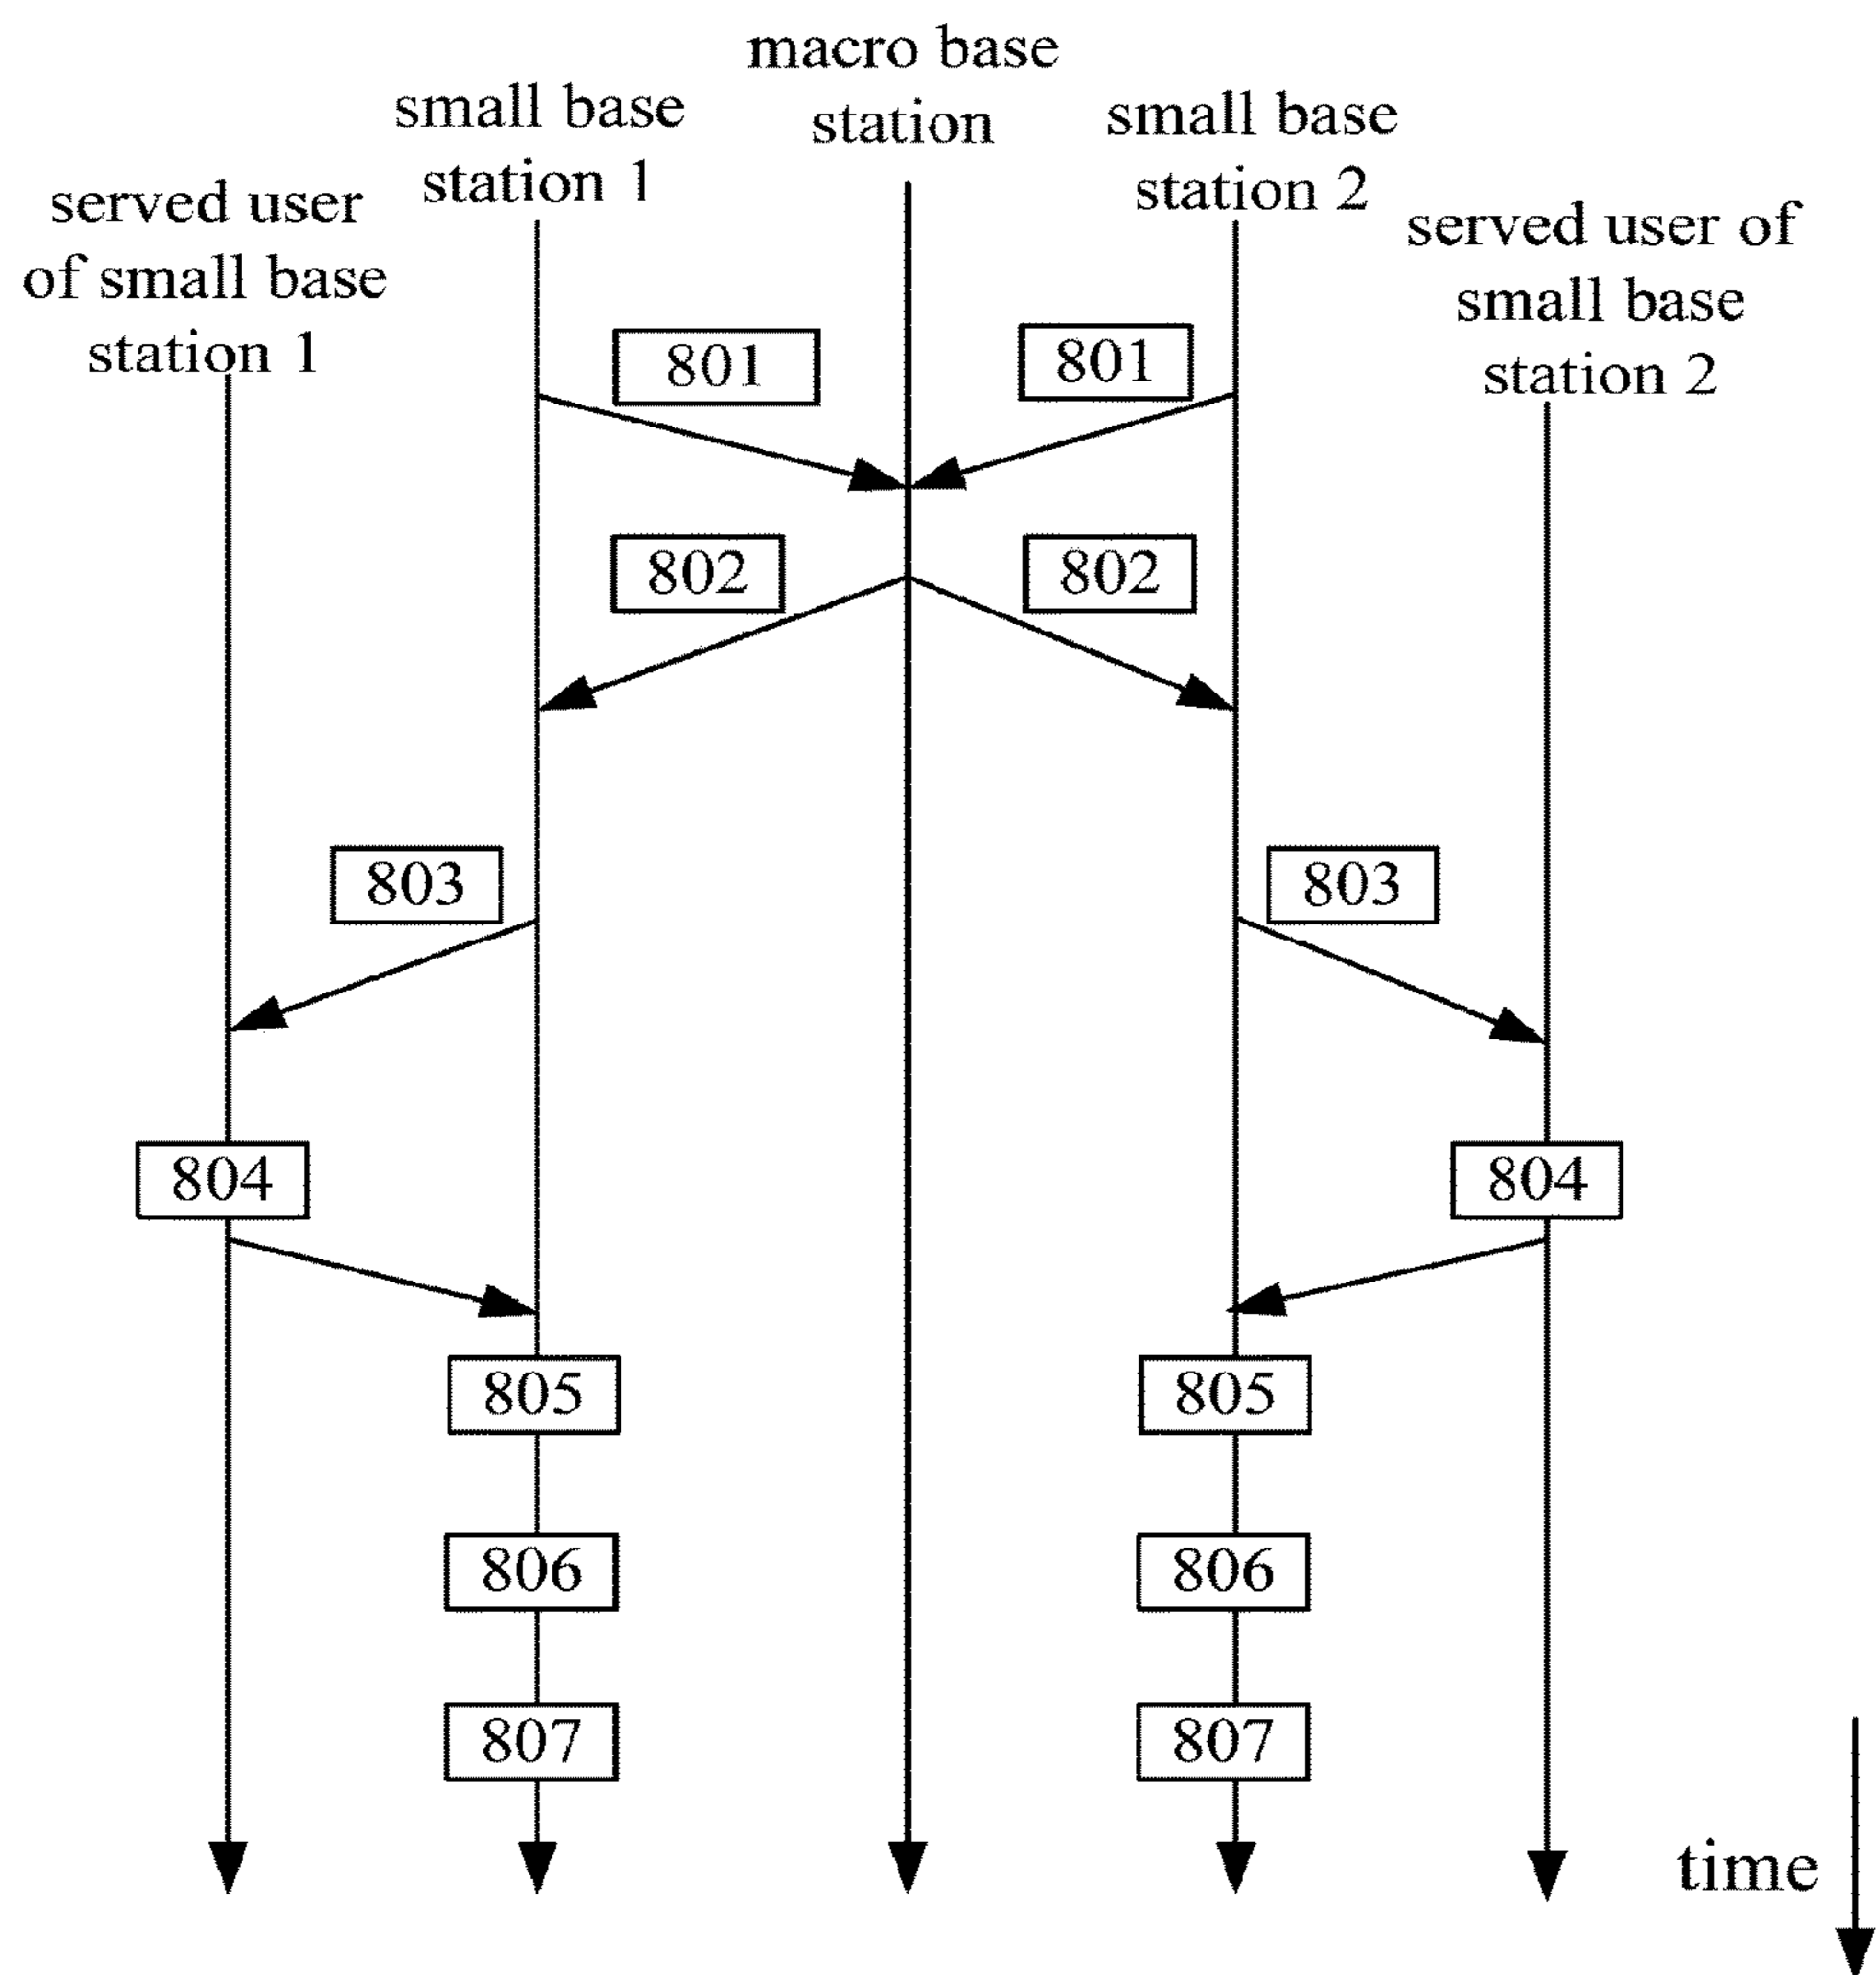 macro base
station
small base
station 1
small base
station 2
served user
of small base
station 1
served user of
small base
station 2
801
801
802
802
803
803
804
804
805
805
806
806
807
807
time